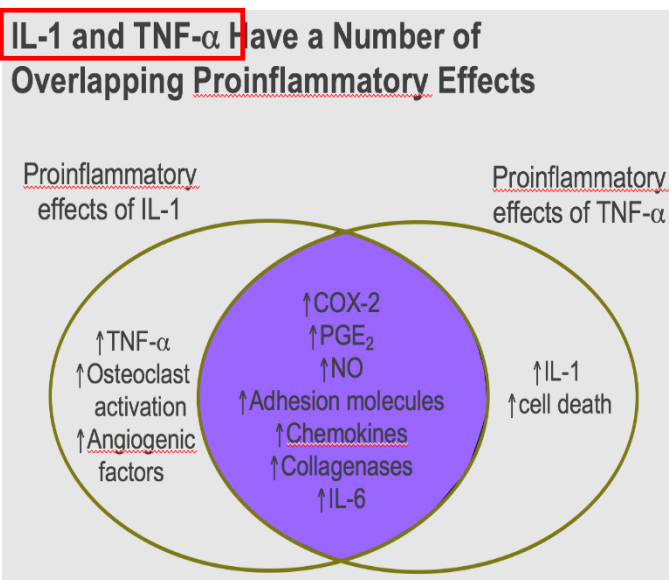 IL-1 and TNF-α Have a Number of
Overlapping Proinflammatory Effects
Proinflammatory
effects of IL-1
Proinflammatory
effects of TNF-α
↑TNF-α
↑Osteoclast
activation
↑Angiogenic
factors
↑COX-2
↑PGE₂
↑NO
↑Adhesion molecules
↑Chemokines
↑Collagenases
↑IL-6
↑IL-1
↑cell death